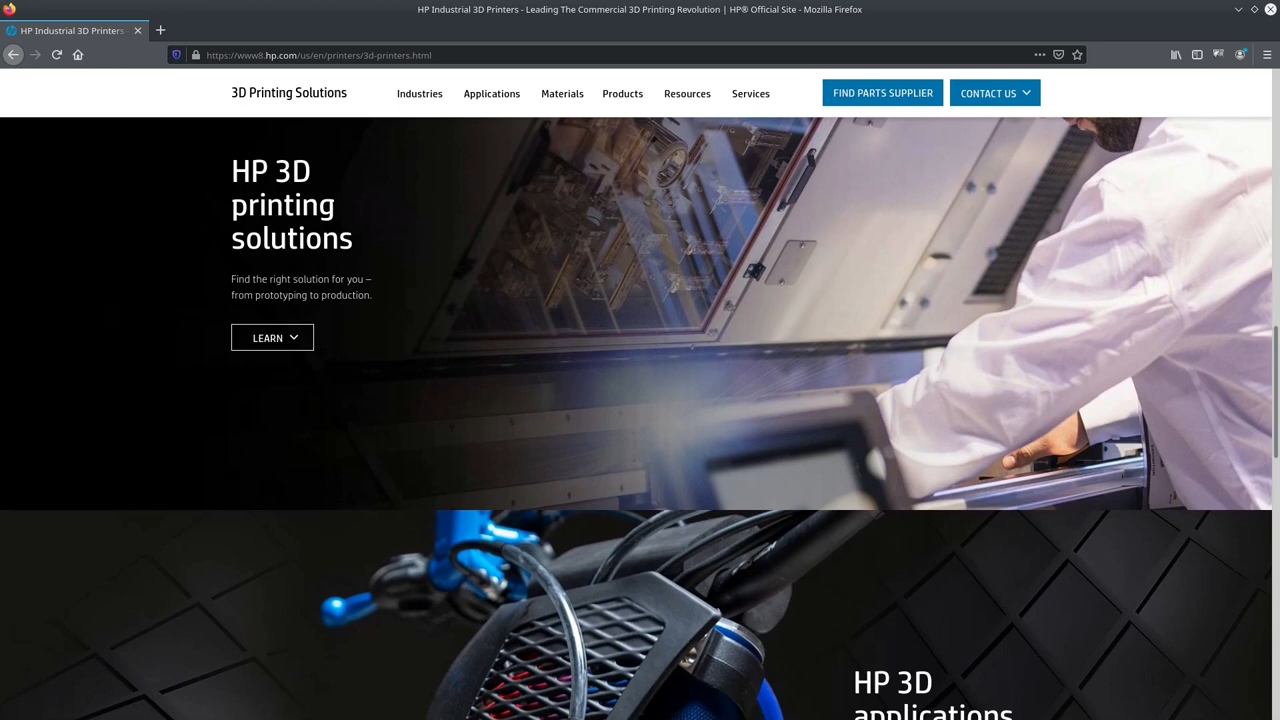 HP Industrial 3D Printers - Leading The Commercial 3D Printing Revolution | HP® Official Site - Mozilla Firefox
HP Industrial 3D Printers -
https://www8.hp.com/us/en/printers/3d-printers.html
3D Printing Solutions
Industries
Applications
Materials
Products
Resources
Services
FIND PARTS SUPPLIER
CONTACT US
HP 3D
printing
solutions
Find the right solution for you –
from prototyping to production.
LEARN
HP 3D
applications